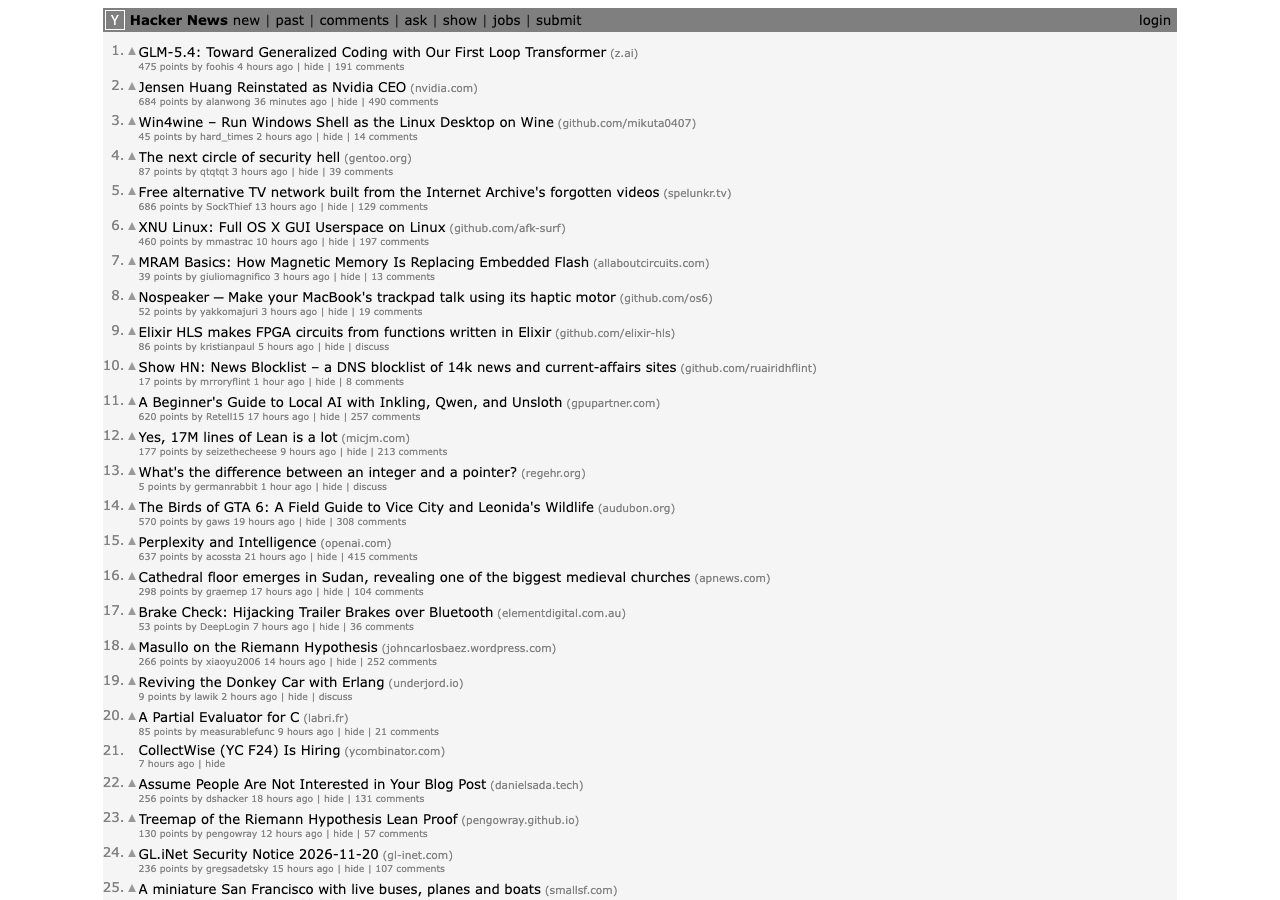 Y Hacker News new | past | comments | ask | show | jobs | submit login
1. ▲ GLM-5.4: Toward Generalized Coding with Our First Loop Transformer (z.ai)
475 points by foohis 4 hours ago | hide | 191 comments
2. ▲ Jensen Huang Reinstated as Nvidia CEO (nvidia.com)
684 points by alanwong 36 minutes ago | hide | 490 comments
3. ▲ Win4wine – Run Windows Shell as the Linux Desktop on Wine (github.com/mikuta0407)
45 points by hard_times 2 hours ago | hide | 14 comments
4. ▲ The next circle of security hell (gentoo.org)
87 points by qtqtqt 3 hours ago | hide | 39 comments
5. ▲ Free alternative TV network built from the Internet Archive's forgotten videos (spelunkr.tv)
686 points by SockThief 13 hours ago | hide | 129 comments
6. ▲ XNU Linux: Full OS X GUI Userspace on Linux (github.com/afk-surf)
460 points by mmastrac 10 hours ago | hide | 197 comments
7. ▲ MRAM Basics: How Magnetic Memory Is Replacing Embedded Flash (allaboutcircuits.com)
39 points by giuliomagnifico 3 hours ago | hide | 13 comments
8. ▲ Nospeaker — Make your MacBook's trackpad talk using its haptic motor (github.com/os6)
52 points by yakkomajuri 3 hours ago | hide | 19 comments
9. ▲ Elixir HLS makes FPGA circuits from functions written in Elixir (github.com/elixir-hls)
86 points by kristianpaul 5 hours ago | hide | discuss
10. ▲ Show HN: News Blocklist – a DNS blocklist of 14k news and current-affairs sites (github.com/ruairidhflint)
17 points by mrroryflint 1 hour ago | hide | 8 comments
11. ▲ A Beginner's Guide to Local AI with Inkling, Qwen, and Unsloth (gpupartner.com)
620 points by Retell15 17 hours ago | hide | 257 comments
12. ▲ Yes, 17M lines of Lean is a lot (micjm.com)
177 points by seizethecheese 9 hours ago | hide | 213 comments
13. ▲ What's the difference between an integer and a pointer? (regehr.org)
5 points by germanrabbit 1 hour ago | hide | discuss
14. ▲ The Birds of GTA 6: A Field Guide to Vice City and Leonida's Wildlife (audubon.org)
570 points by gaws 19 hours ago | hide | 308 comments
15. ▲ Perplexity and Intelligence (openai.com)
637 points by acossta 21 hours ago | hide | 415 comments
16. ▲ Cathedral floor emerges in Sudan, revealing one of the biggest medieval churches (apnews.com)
298 points by graemep 17 hours ago | hide | 104 comments
17. ▲ Brake Check: Hijacking Trailer Brakes over Bluetooth (elementdigital.com.au)
53 points by DeepLogin 7 hours ago | hide | 36 comments
18. ▲ Masullo on the Riemann Hypothesis (johncarlosbaez.wordpress.com)
266 points by xiaoyu2006 14 hours ago | hide | 252 comments
19. ▲ Reviving the Donkey Car with Erlang (underjord.io)
9 points by lawik 2 hours ago | hide | discuss
20. ▲ A Partial Evaluator for C (labri.fr)
85 points by measurablefunc 9 hours ago | hide | 21 comments
21. CollectWise (YC F24) Is Hiring (ycombinator.com)
7 hours ago | hide
22. ▲ Assume People Are Not Interested in Your Blog Post (danielsada.tech)
256 points by dshacker 18 hours ago | hide | 131 comments
23. ▲ Treemap of the Riemann Hypothesis Lean Proof (pengowray.github.io)
130 points by pengowray 12 hours ago | hide | 57 comments
24. ▲ GL.iNet Security Notice 2026-11-20 (gl-inet.com)
236 points by gregsadetsky 15 hours ago | hide | 107 comments
25. ▲ A miniature San Francisco with live buses, planes and boats (smallsf.com)